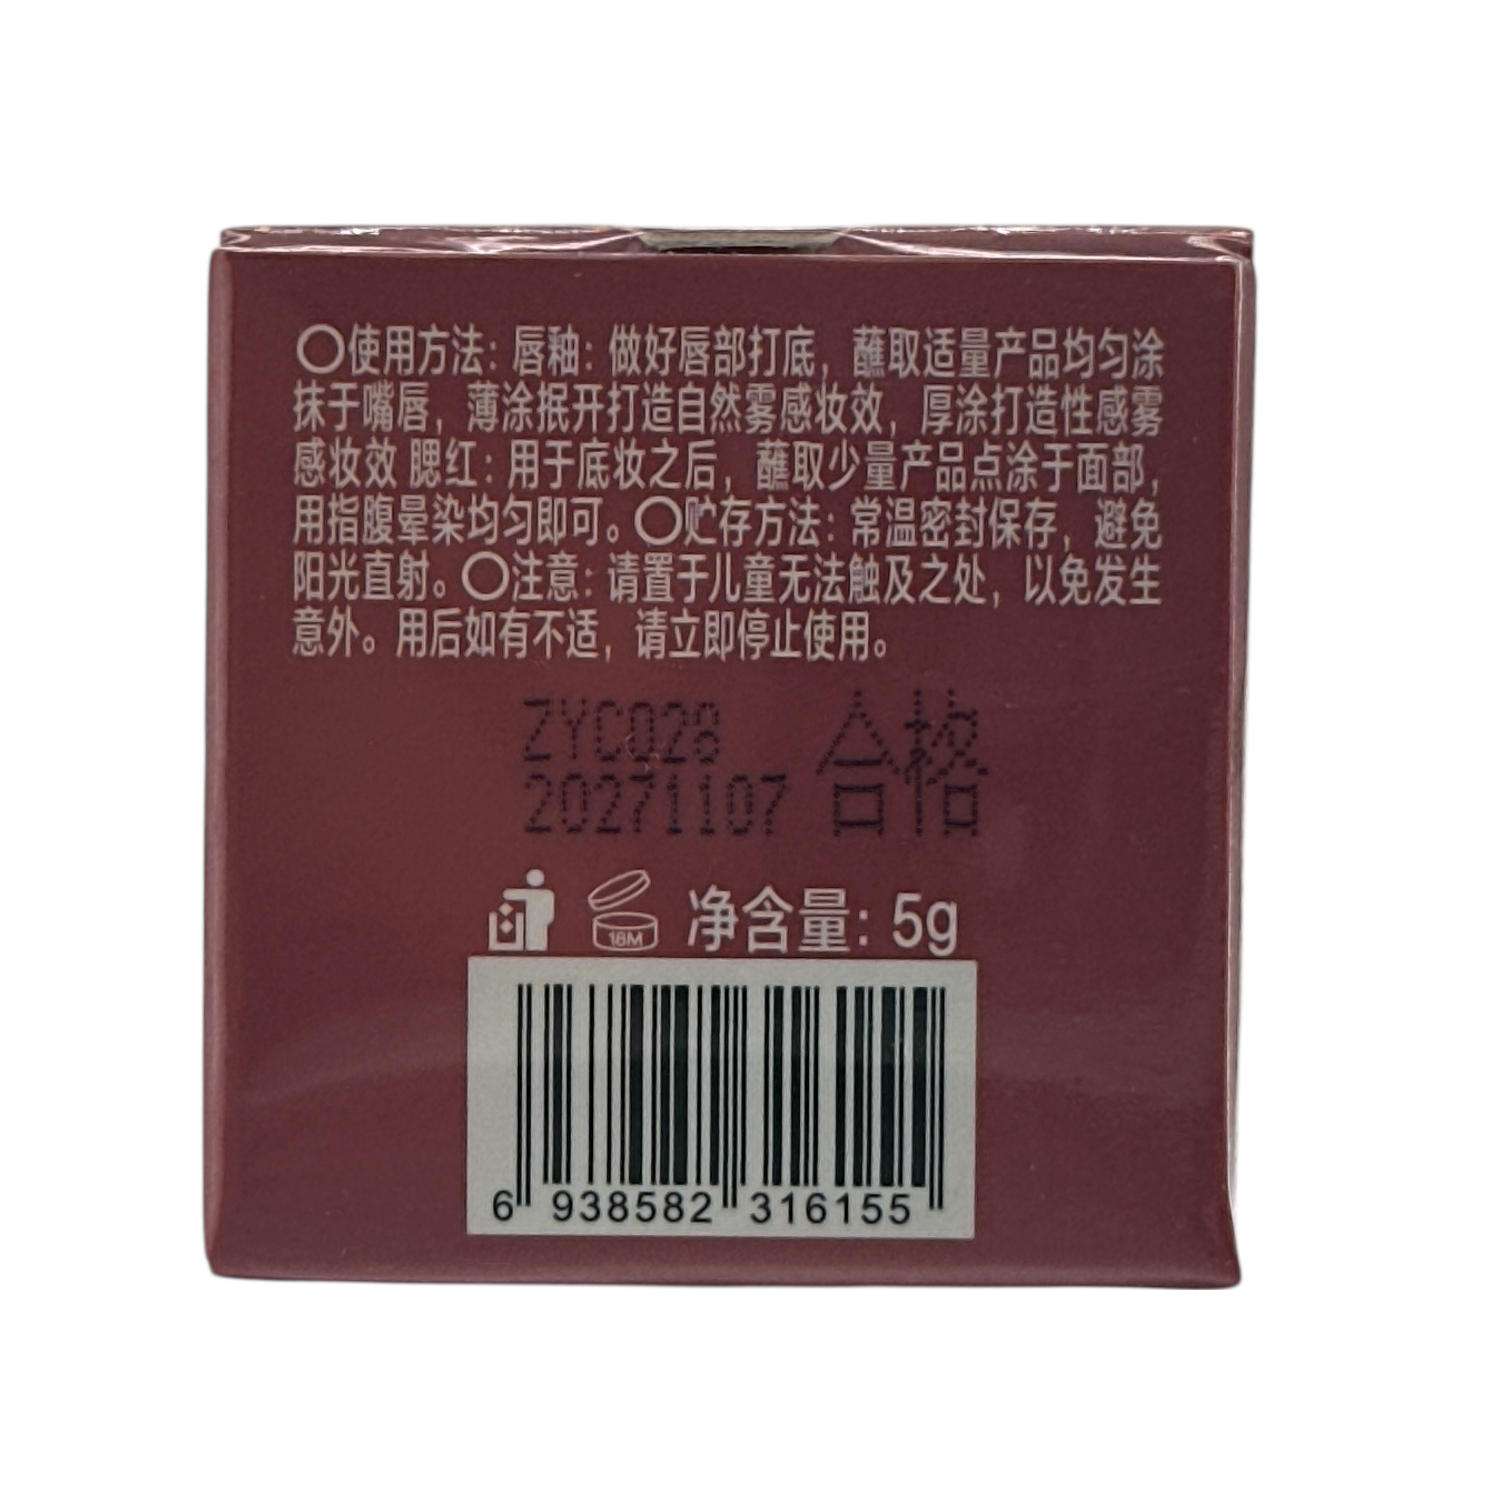 〇使用方法：唇釉：做好唇部打底，蘸取适量产品均匀涂
抹于嘴唇，薄涂抿开打造自然雾感妆效，厚涂打造性感雾
感妆效 腮红：用于底妆之后，蘸取少量产品点涂于面部，
用指腹晕染均匀即可。〇贮存方法：常温密封保存，避免
阳光直射。〇注意：请置于儿童无法触及之处，以免发生
意外。用后如有不适，请立即停止使用。
ZYC028
20271107 合格
18M 净含量：5g
6 938582 316155